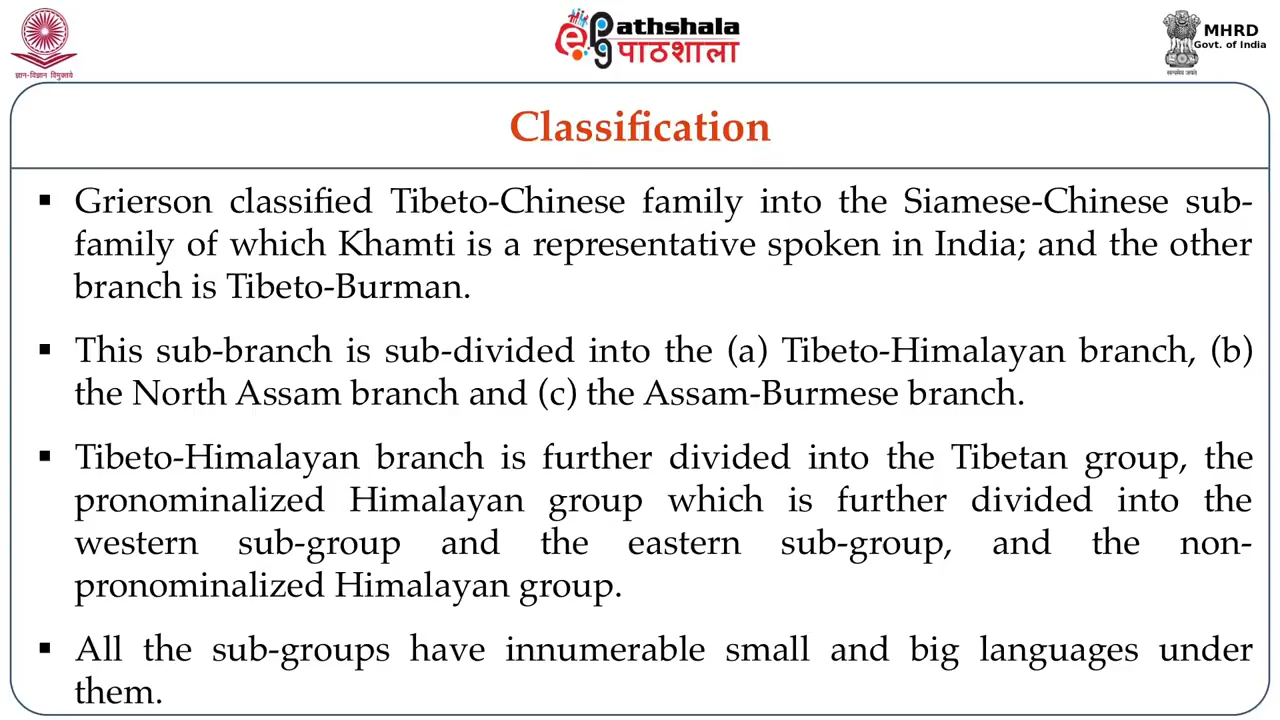 ePathshala
पाठशाला
MHRD
Govt. of India
ज्ञान-विज्ञान विमुक्तये
सत्यमेव जयते
Classification
▪ Grierson classified Tibeto-Chinese family into the Siamese-Chinese sub-
family of which Khamti is a representative spoken in India; and the other
branch is Tibeto-Burman.
▪ This sub-branch is sub-divided into the (a) Tibeto-Himalayan branch, (b)
the North Assam branch and (c) the Assam-Burmese branch.
▪ Tibeto-Himalayan branch is further divided into the Tibetan group, the
pronominalized Himalayan group which is further divided into the
western sub-group and the eastern sub-group, and the non-
pronominalized Himalayan group.
▪ All the sub-groups have innumerable small and big languages under
them.